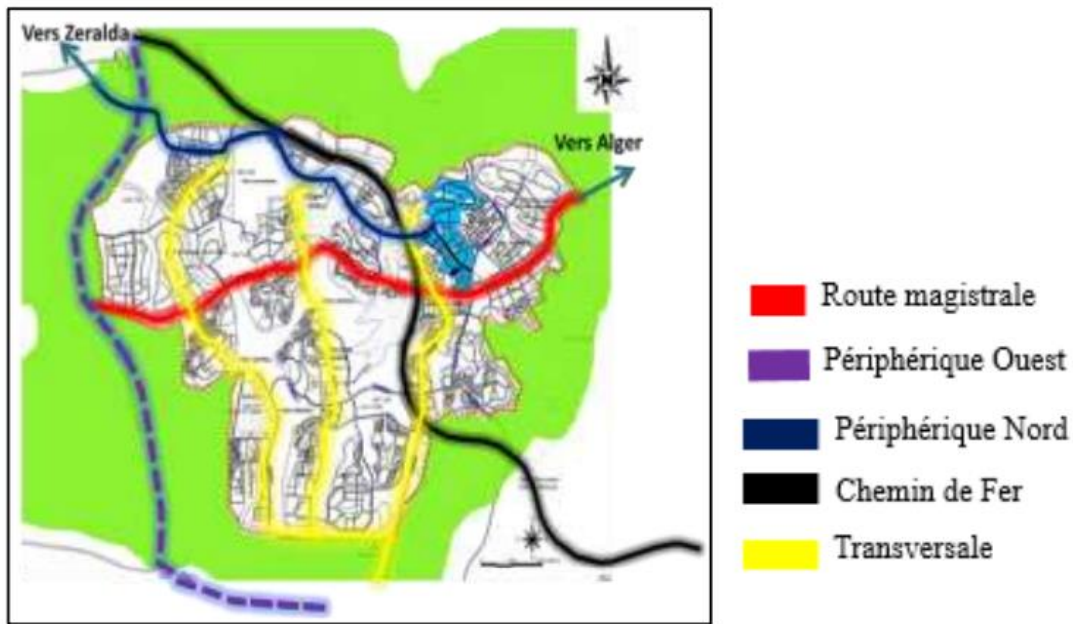 Vers Zeralda
N
Vers Alger
Route magistrale
Périphérique Ouest
Périphérique Nord
Chemin de Fer
Transversale